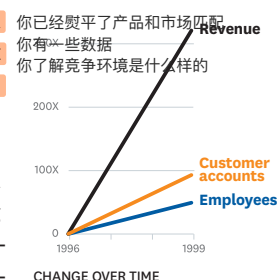 你已经熨平了产品和市场匹配
Revenue
你有一些数据
你了解竞争环境是什么样的
200X
100X
Customer
accounts
Employees
0
1996 1999
CHANGE OVER TIME